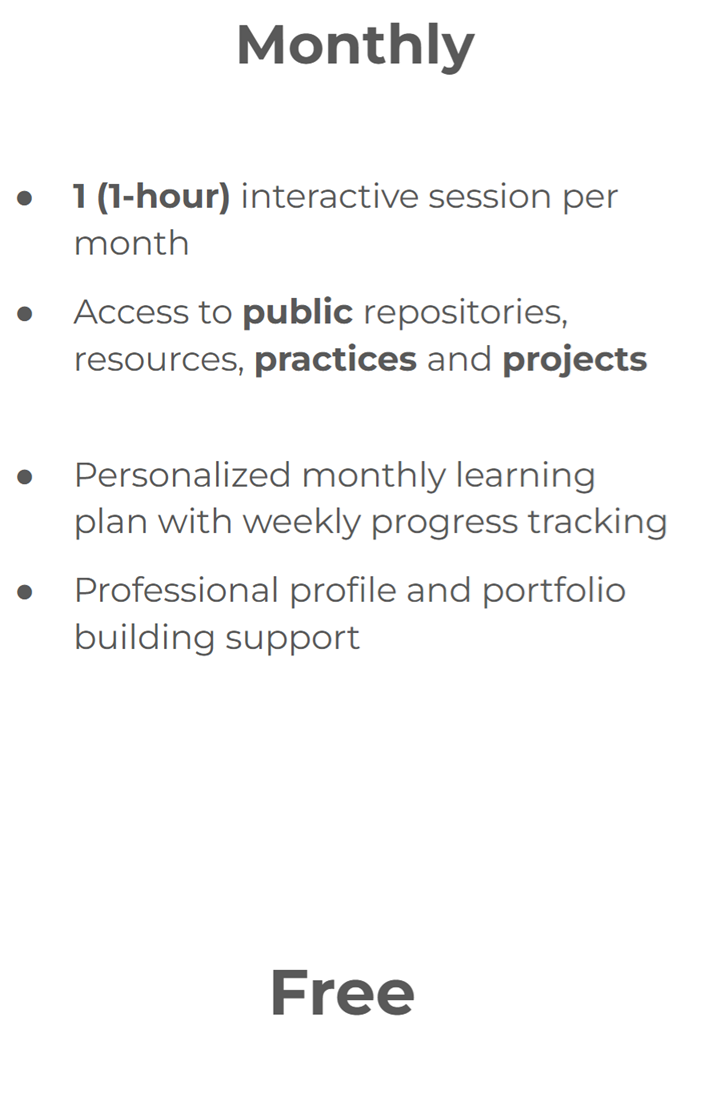 Monthly
● 1 (1-hour) interactive session per
month
● Access to public repositories,
resources, practices and projects
● Personalized monthly learning
plan with weekly progress tracking
● Professional profile and portfolio
building support
Free